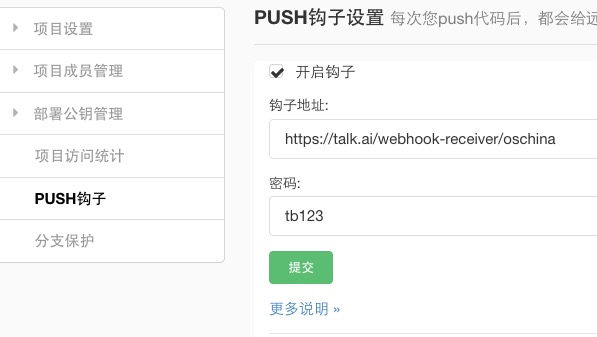 项目设置
项目成员管理
部署公钥管理
项目访问统计
PUSH钩子
分支保护
PUSH钩子设置 每次您push代码后，都会给远
开启钩子
钩子地址:
https://talk.ai/webhook-receiver/oschina
密码:
tb123
提交
更多说明 »